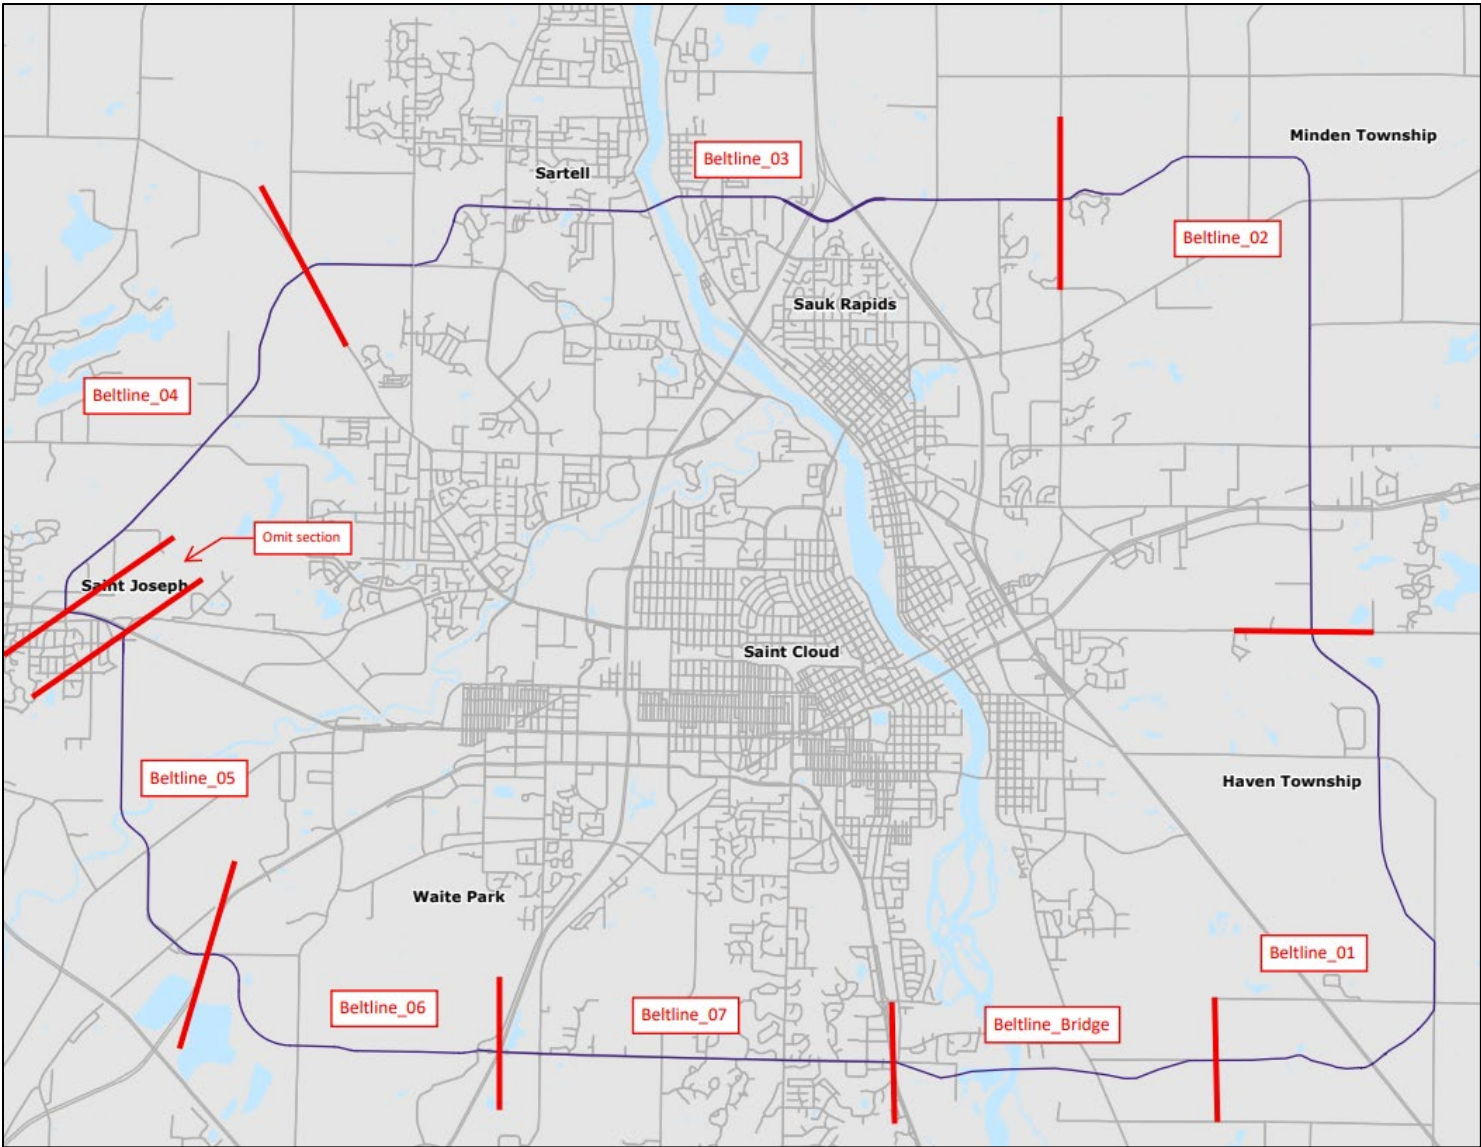 Minden Township
Beltline_03
Sartell
Beltline_02
Sauk Rapids
Beltline_04
Omit section
Saint Joseph
Saint Cloud
Beltline_05
Haven Township
Waite Park
Beltline_01
Beltline_06
Beltline_07
Beltline_Bridge